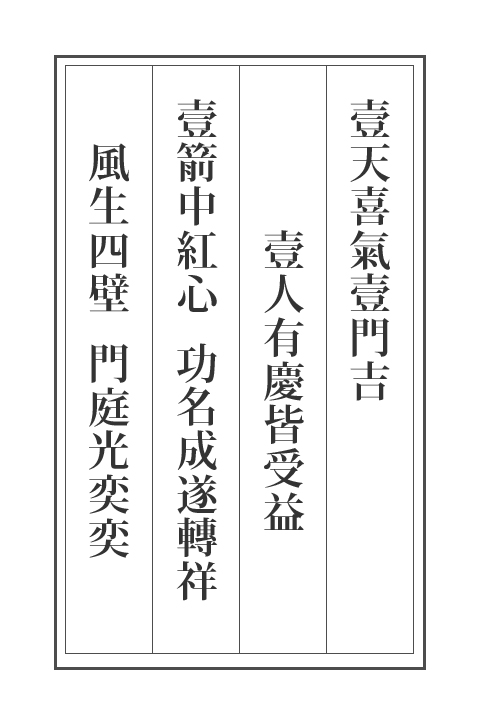 壹天喜氣壹門吉
壹人有慶皆受益
壹箭中紅心　功名成遂轉祥
風生四壁　門庭光奕奕